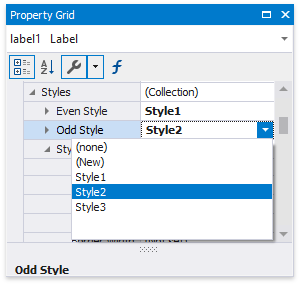 Property Grid
label1 Label
Styles (Collection)
Even Style Style1
Odd Style Style2
(none)
(New)
Style1
Style2
Style3
Odd Style